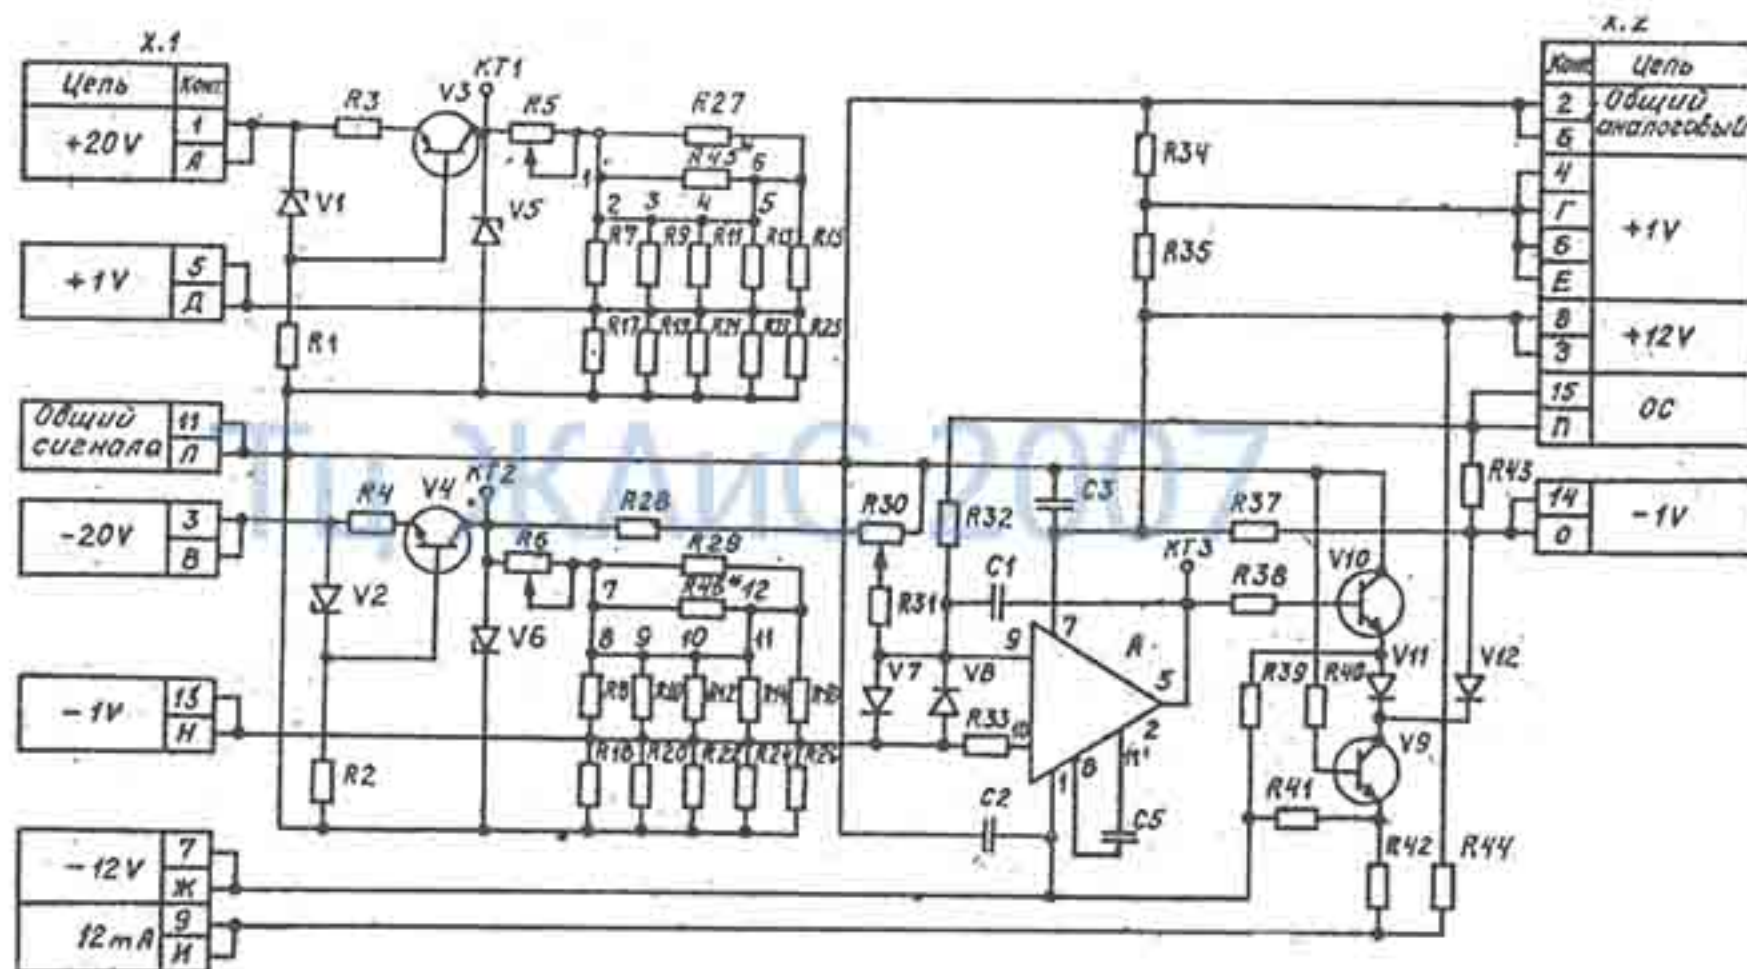 X.1
Цепь Конт
+20V 1
А
+1V 5
Д
Общий сигнала 11
Л
-20V 3
В
-1V 13
Н
-12V 7
Ж
12mA 9
И
X.2
Конт Цепь
2 Общий аналоговый
Б
4 +1V
Г
6
Е
8 +12V
З
15 ОС
П
14 -1V
О
R3
V3
КТ1
R5
R27
R45*
1
6
V1
V5
2 3 4 5
R7 R9 R11 R13 R15
R1
R17 R19 R21 R23 R25
R4
V4
КТ2
R28
R30
R6
R29
R46* 12
7
V2
V6
8 9 10 11
R8 R10 R12 R14 R16
R2
R18 R20 R22 R24 R26
R34
R35
R32
C3
R37
R43
КТ3
C1
R31
R38
V10
9
7
A
V7
V8
5
R33
10
2
11
8
1
C2
C5
R39
R40
V11
V12
V9
R41
R42
R44
ТЦ ЖАиС 2007